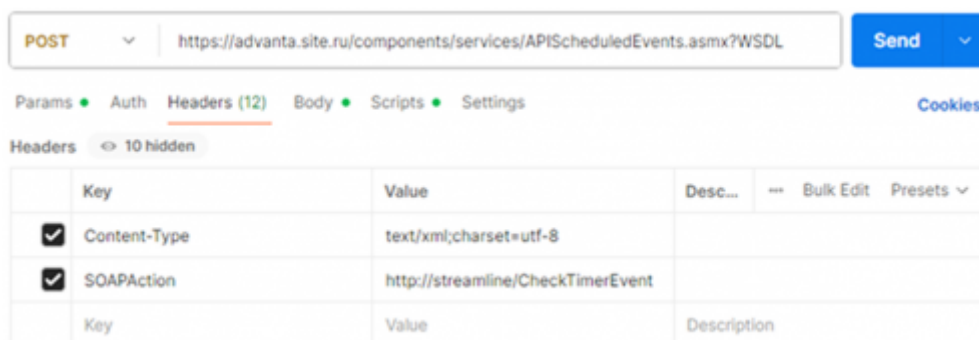 POST https://advanta.site.ru/components/services/APIScheduledEvents.asmx?WSDL Send
Params Auth Headers (12) Body Scripts Settings Cookies
Headers 10 hidden
Key Value Desc... Bulk Edit Presets
Content-Type text/xml;charset=utf-8
SOAPAction http://streamline/CheckTimerEvent
Key Value Description